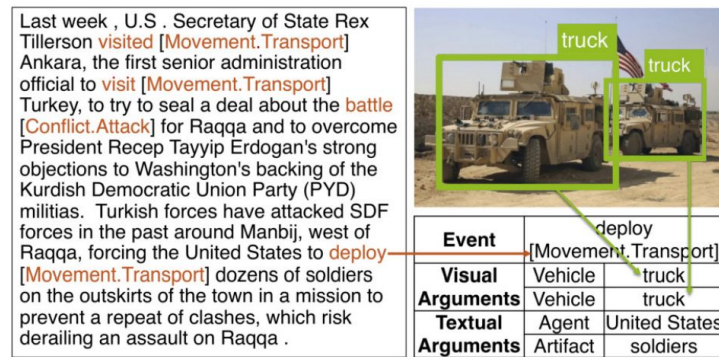 Last week , U.S . Secretary of State Rex
Tillerson visited [Movement.Transport]
Ankara, the first senior administration
official to visit [Movement.Transport]
Turkey, to try to seal a deal about the battle
[Conflict.Attack] for Raqqa and to overcome
President Recep Tayyip Erdogan's strong
objections to Washington's backing of the
Kurdish Democratic Union Party (PYD)
militias. Turkish forces have attacked SDF
forces in the past around Manbij, west of
Raqqa, forcing the United States to deploy
[Movement.Transport] dozens of soldiers
on the outskirts of the town in a mission to
prevent a repeat of clashes, which risk
derailing an assault on Raqqa .
truck
truck
Event deploy
[Movement.Transport]
Visual Arguments Vehicle truck
Vehicle truck
Textual Arguments Agent United States
Artifact soldiers